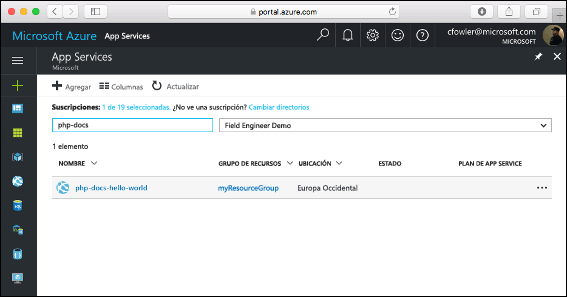 portal.azure.com
Microsoft Azure App Services
cfowler@microsoft.com
MICROSOFT
App Services
Microsoft
Agregar Columnas Actualizar
Suscripciones: 1 de 19 seleccionadas. ¿No ve una suscripción? Cambiar directorios
php-docs Field Engineer Demo
1 elemento
NOMBRE GRUPO DE RECURSOS UBICACIÓN ESTADO PLAN DE APP SERVICE
php-docs-hello-world myResourceGroup Europa Occidental